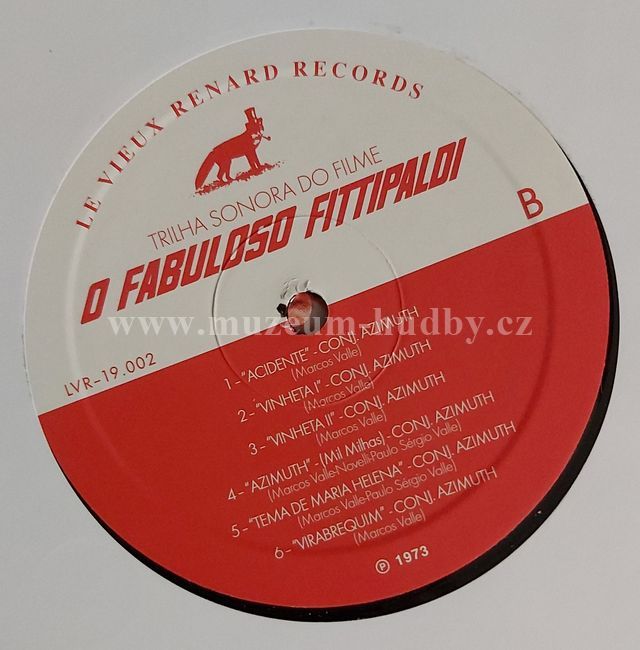 LE VIEUX RENARD RECORDS
TRILHA SONORA DO FILME
O FABULOSO FITTIPALDI
B
www.muzeum-hudby.cz
LVR-19.002
1-"ACIDENTE"-CONJ. AZIMUTH
(Marcos Valle)
2-"VINHETA I"-CONJ. AZIMUTH
(Marcos Valle)
3-"VINHETA II"-CONJ. AZIMUTH
(Marcos Valle)
4-"AZIMUTH"-(Mil Milhas)-CONJ. AZIMUTH
(Marcos Valle-Novelli-Paulo Sérgio Valle)
5-"TEMA DE MARIA HELENA"-CONJ. AZIMUTH
(Marcos Valle-Paulo Sérgio Valle)
6-"VIRABREQUIM"-CONJ. AZIMUTH
(Marcos Valle)
℗ 1973